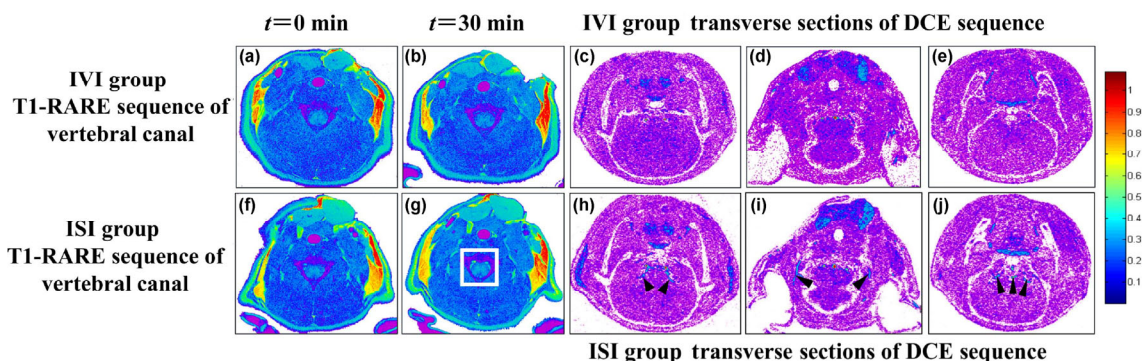 t=0 min
t=30 min
IVI group transverse sections of DCE sequence
IVI group
T1-RARE sequence of
vertebral canal
(a)
(b)
(c)
(d)
(e)
ISI group
T1-RARE sequence of
vertebral canal
(f)
(g)
(h)
(i)
(j)
1
0.9
0.8
0.7
0.6
0.5
0.4
0.3
0.2
0.1
ISI group transverse sections of DCE sequence